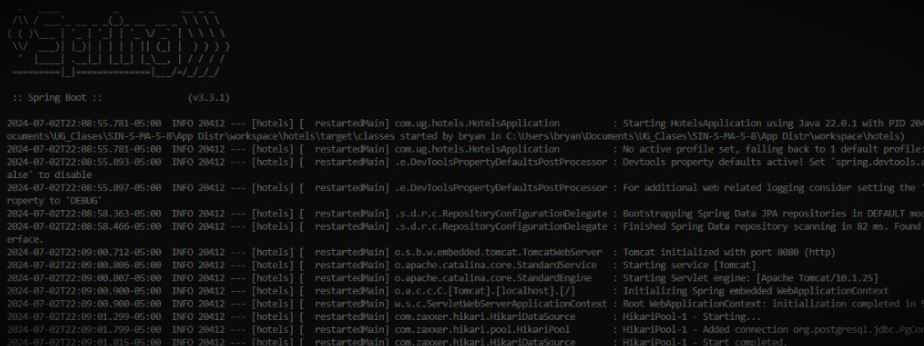 Spring
:: Spring Boot :: (v3.3.1)
2024-07-02T22:08:55.781-05:00 INFO 20412 --- [hotels] [ restartedMain] com.ug.hotels.HotelsApplication : Starting HotelsApplication using Java 22.0.1 with PID 204
ocuments\UG_Clases\SIN-5-MA-5-8\App Distr\workspace\hotels\target\classes started by bryan in C:\Users\bryan\Documents\UG_Clases\SIN-5-MA-5-8\App Distr\workspace\hotels)
2024-07-02T22:08:55.781-05:00 INFO 20412 --- [hotels] [ restartedMain] com.ug.hotels.HotelsApplication : No active profile set, falling back to 1 default profile:
2024-07-02T22:08:55.893-05:00 INFO 20412 --- [hotels] [ restartedMain] .e.DevToolsPropertyDefaultsPostProcessor : Devtools property defaults active! Set 'spring.devtools.a
alse' to disable
2024-07-02T22:08:55.897-05:00 INFO 20412 --- [hotels] [ restartedMain] .e.DevToolsPropertyDefaultsPostProcessor : For additional web related logging consider setting the '
roperty to 'DEBUG'
2024-07-02T22:08:58.363-05:00 INFO 20412 --- [hotels] [ restartedMain] .s.d.r.c.RepositoryConfigurationDelegate : Bootstrapping Spring Data JPA repositories in DEFAULT mod
2024-07-02T22:08:58.466-05:00 INFO 20412 --- [hotels] [ restartedMain] .s.d.r.c.RepositoryConfigurationDelegate : Finished Spring Data repository scanning in 82 ms. Found
erface.
2024-07-02T22:09:00.712-05:00 INFO 20412 --- [hotels] [ restartedMain] o.s.b.w.embedded.tomcat.TomcatWebServer : Tomcat initialized with port 8080 (http)
2024-07-02T22:09:00.806-05:00 INFO 20412 --- [hotels] [ restartedMain] o.apache.catalina.core.StandardService : Starting service [Tomcat]
2024-07-02T22:09:00.807-05:00 INFO 20412 --- [hotels] [ restartedMain] o.apache.catalina.core.StandardEngine : Starting Servlet engine: [Apache Tomcat/10.1.25]
2024-07-02T22:09:00.900-05:00 INFO 20412 --- [hotels] [ restartedMain] o.a.c.c.C.[Tomcat].[localhost].[/] : Initializing Spring embedded WebApplicationContext
2024-07-02T22:09:00.900-05:00 INFO 20412 --- [hotels] [ restartedMain] w.s.c.ServletWebServerApplicationContext : Root WebApplicationContext: initialization completed in 5
2024-07-02T22:09:01.299-05:00 INFO 20412 --- [hotels] [ restartedMain] com.zaxxer.hikari.HikariDataSource : HikariPool-1 - Starting...
2024-07-02T22:09:01.799-05:00 INFO 20412 --- [hotels] [ restartedMain] com.zaxxer.hikari.pool.HikariPool : HikariPool-1 - Added connection org.postgresql.jdbc.PgCon
2024-07-02T22:09:01.815-05:00 INFO 20412 --- [hotels] [ restartedMain] com.zaxxer.hikari.HikariDataSource : HikariPool-1 - Start completed.